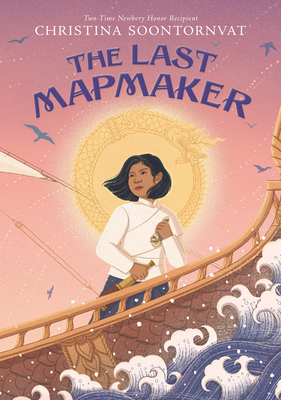 Two-Time Newbery Honor Recipient
CHRISTINA SOONTORNVAT
THE LAST
MAPMAKER